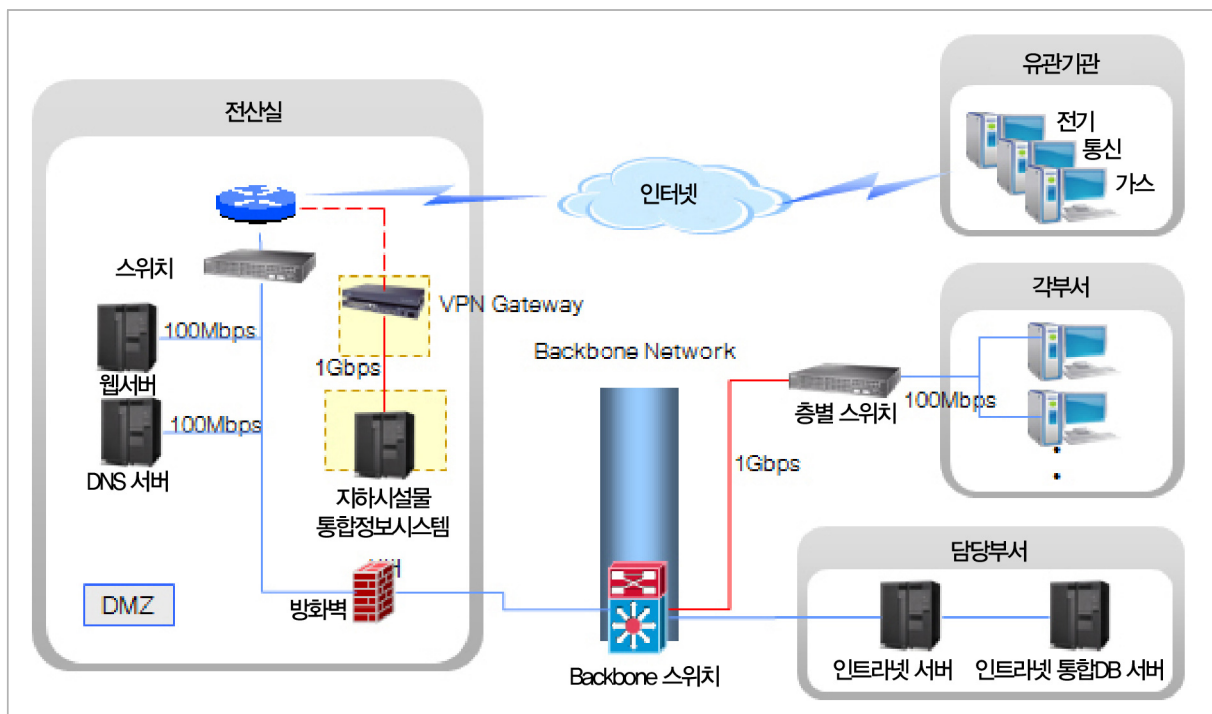 유관기관
전기
통신
가스
전산실
인터넷
스위치
VPN Gateway
100Mbps
웹서버
1Gbps
100Mbps
DNS 서버
지하시설물
통합정보시스템
방화벽
DMZ
Backbone Network
Backbone 스위치
1Gbps
층별 스위치
100Mbps
각부서
담당부서
인트라넷 서버
인트라넷 통합DB 서버